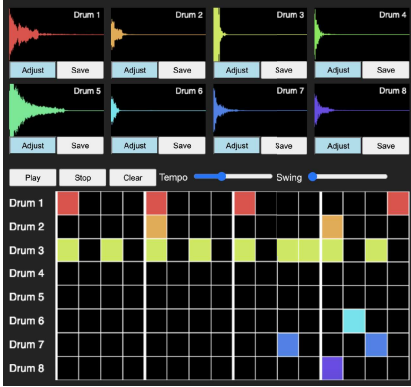 Drum 1 Drum 2 Drum 3 Drum 4
Adjust Save Adjust Save Adjust Save Adjust Save
Drum 5 Drum 6 Drum 7 Drum 8
Adjust Save Adjust Save Adjust Save Adjust Save
Play Stop Clear Tempo Swing
Drum 1
Drum 2
Drum 3
Drum 4
Drum 5
Drum 6
Drum 7
Drum 8